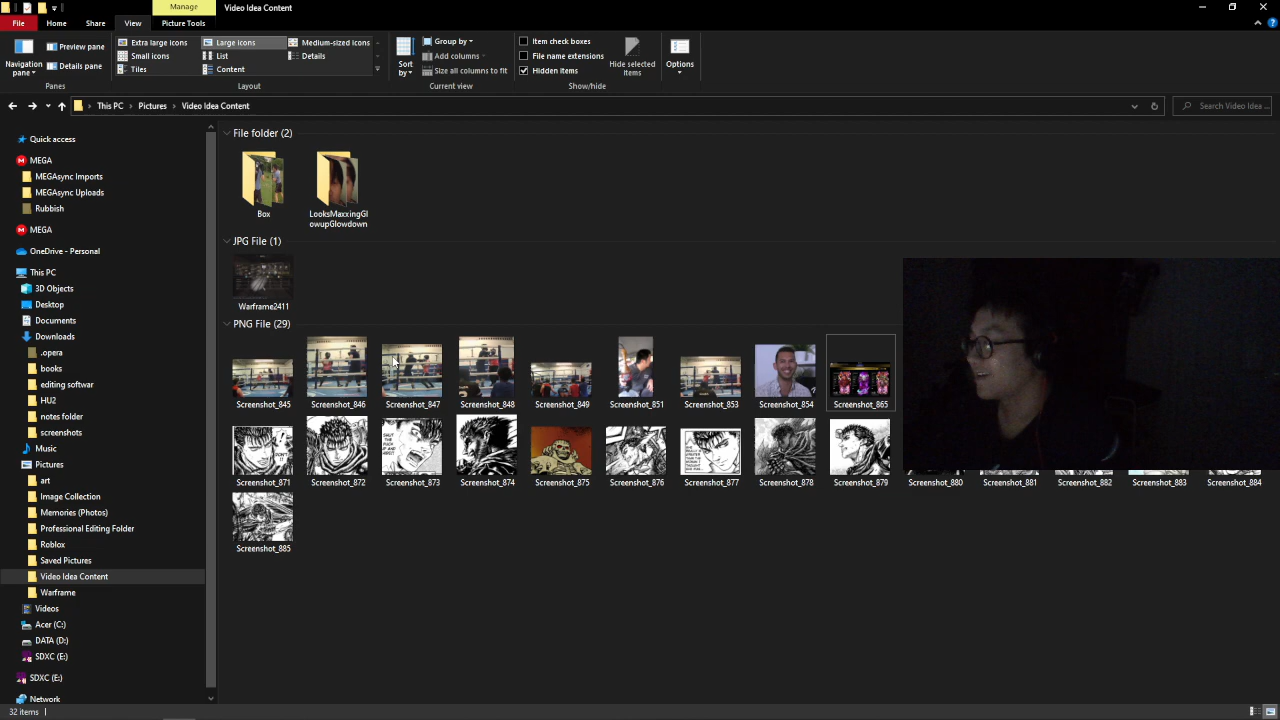 Manage
Video Idea Content
File
Home
Share
View
Picture Tools
Navigation pane
Preview pane
Details pane
Panes
Extra large icons
Large icons
Medium-sized icons
Small icons
List
Details
Tiles
Content
Layout
Sort by
Group by
Add columns
Size all columns to fit
Current view
Item check boxes
File name extensions
Hidden items
Hide selected items
Show/hide
Options
This PC
Pictures
Video Idea Content
Search Video Idea ...
Quick access
MEGA
MEGAsync Imports
MEGAsync Uploads
Rubbish
MEGA
OneDrive - Personal
This PC
3D Objects
Desktop
Documents
Downloads
.opera
books
editing softwar
HU2
notes folder
screenshots
Music
Pictures
art
Image Collection
Memories (Photos)
Professional Editing Folder
Roblox
Saved Pictures
Video Idea Content
Warframe
Videos
Acer (C:)
DATA (D:)
SDXC (E:)
SDXC (E:)
Network
File folder (2)
Box
LooksMaxxingGl
owupGlowdown
JPG File (1)
Warframe2411
PNG File (29)
Screenshot_845
Screenshot_846
Screenshot_847
Screenshot_848
Screenshot_849
Screenshot_851
Screenshot_853
Screenshot_854
Screenshot_865
Screenshot_871
Screenshot_872
SHUT THE
Screenshot_873
Screenshot_874
Screenshot_875
Screenshot_876
Screenshot_877
Screenshot_878
Screenshot_879
Screenshot_880
Screenshot_881
Screenshot_882
Screenshot_883
Screenshot_884
Screenshot_885
32 items